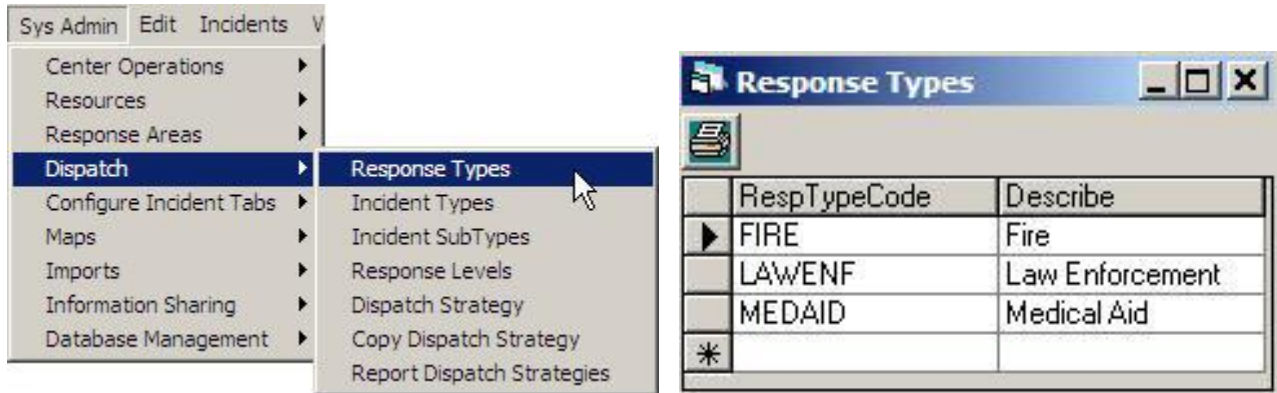 Sys Admin Edit Incidents
Center Operations
Resources
Response Areas
Dispatch
Configure Incident Tabs
Maps
Imports
Information Sharing
Database Management
Response Types
Incident Types
Incident SubTypes
Response Levels
Dispatch Strategy
Copy Dispatch Strategy
Report Dispatch Strategies
Response Types
RespTypeCode Describe
FIRE Fire
LAWENF Law Enforcement
MEDAID Medical Aid